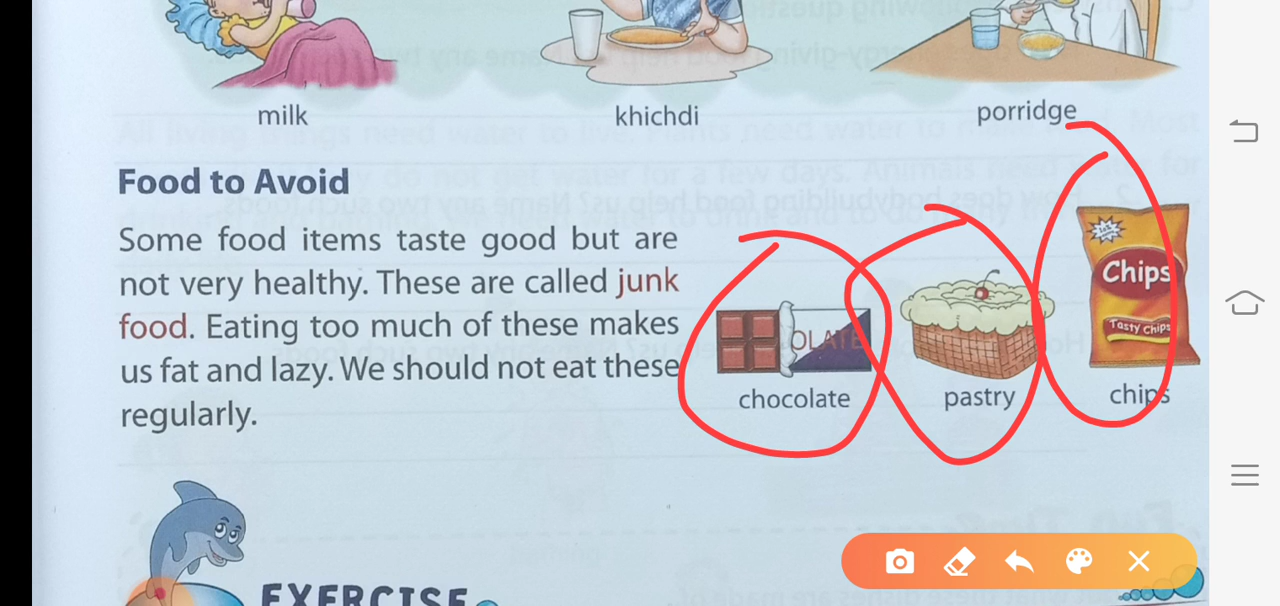 milk
khichdi
porridge
Food to Avoid
Some food items taste good but are
not very healthy. These are called junk
food. Eating too much of these makes
us fat and lazy. We should not eat these
regularly.
Chips
Tasty Chips
OLATE
chocolate
pastry
chips
EXERCISE